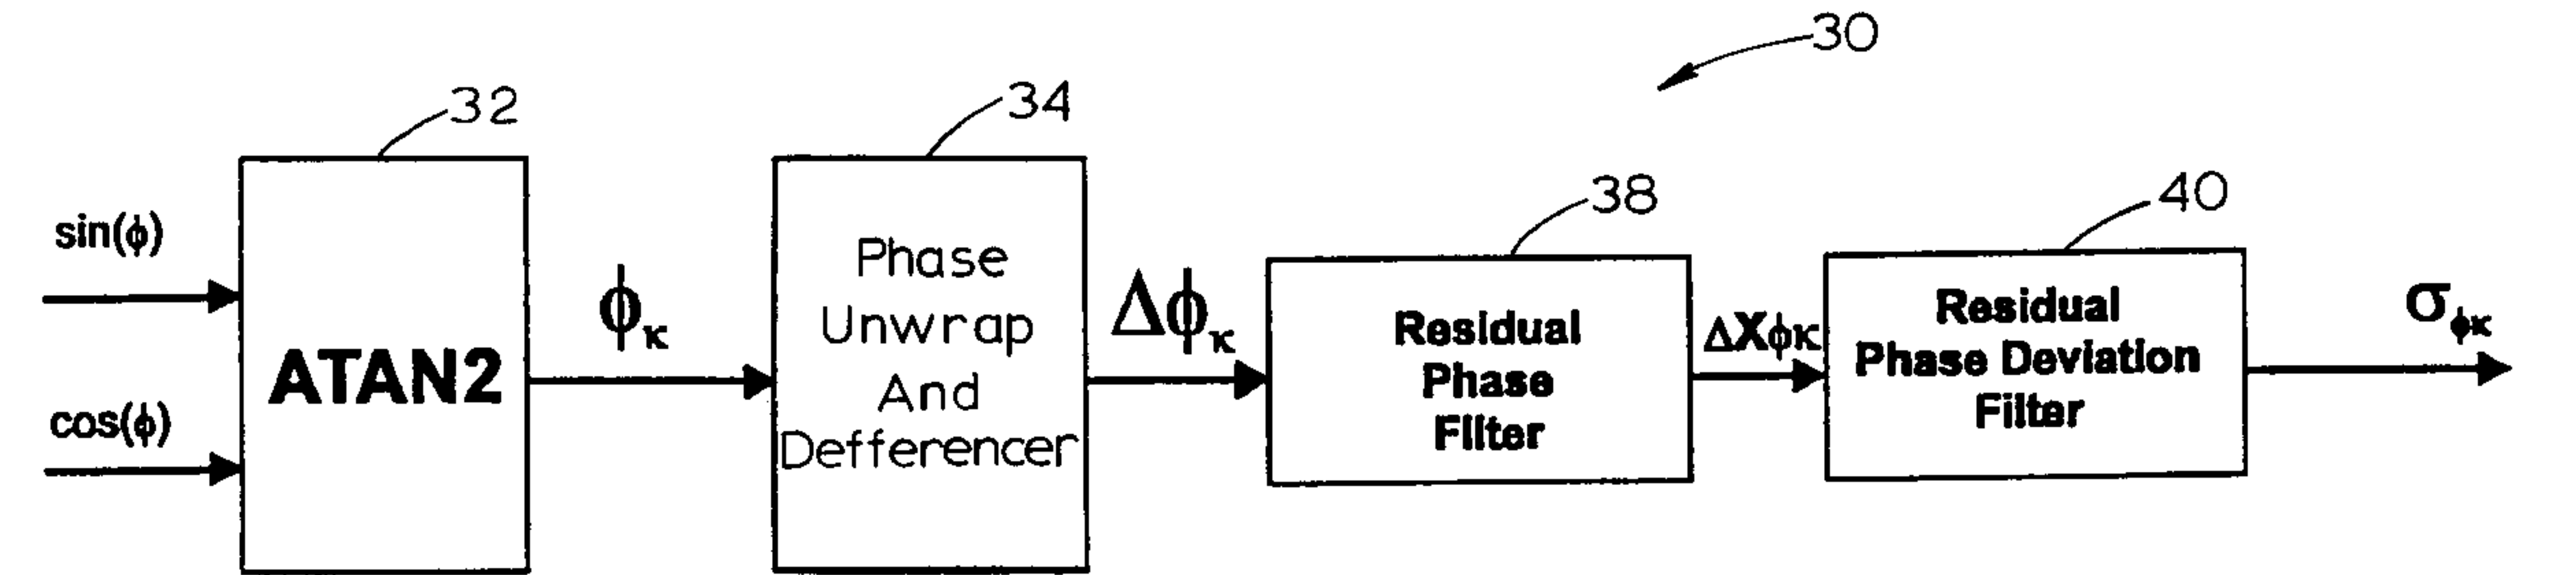 30
32
34
38
40
sin(ϕ)
cos(ϕ)
ATAN2
ϕκ
Phase
Unwrap
And
Defferencer
Δϕκ
Residual
Phase
Filter
ΔXϕκ
Residual
Phase Deviation
Filter
σϕκ